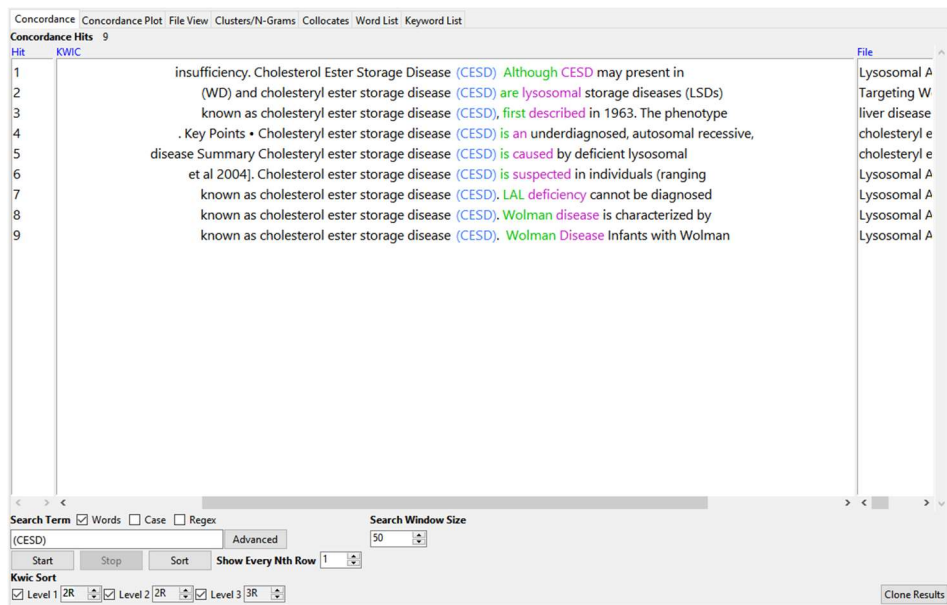 Concordance Concordance Plot File View Clusters/N-Grams Collocates Word List Keyword List
Concordance Hits 9
Hit KWIC File
1 insufficiency. Cholesterol Ester Storage Disease (CESD) Although CESD may present in Lysosomal A
2 (WD) and cholesteryl ester storage disease (CESD) are lysosomal storage diseases (LSDs) Targeting W
3 known as cholesteryl ester storage disease (CESD), first described in 1963. The phenotype liver disease
4 . Key Points • Cholesteryl ester storage disease (CESD) is an underdiagnosed, autosomal recessive, cholesteryl e
5 disease Summary Cholesteryl ester storage disease (CESD) is caused by deficient lysosomal cholesteryl e
6 et al 2004]. Cholesterol ester storage disease (CESD) is suspected in individuals (ranging Lysosomal A
7 known as cholesterol ester storage disease (CESD). LAL deficiency cannot be diagnosed Lysosomal A
8 known as cholesterol ester storage disease (CESD). Wolman disease is characterized by Lysosomal A
9 known as cholesterol ester storage disease (CESD). Wolman Disease Infants with Wolman Lysosomal A
Search Term Words Case Regex Search Window Size
(CESD) Advanced 50
Start Stop Sort Show Every Nth Row 1
Kwic Sort
Level 1 2R Level 2 2R Level 3 3R Clone Results